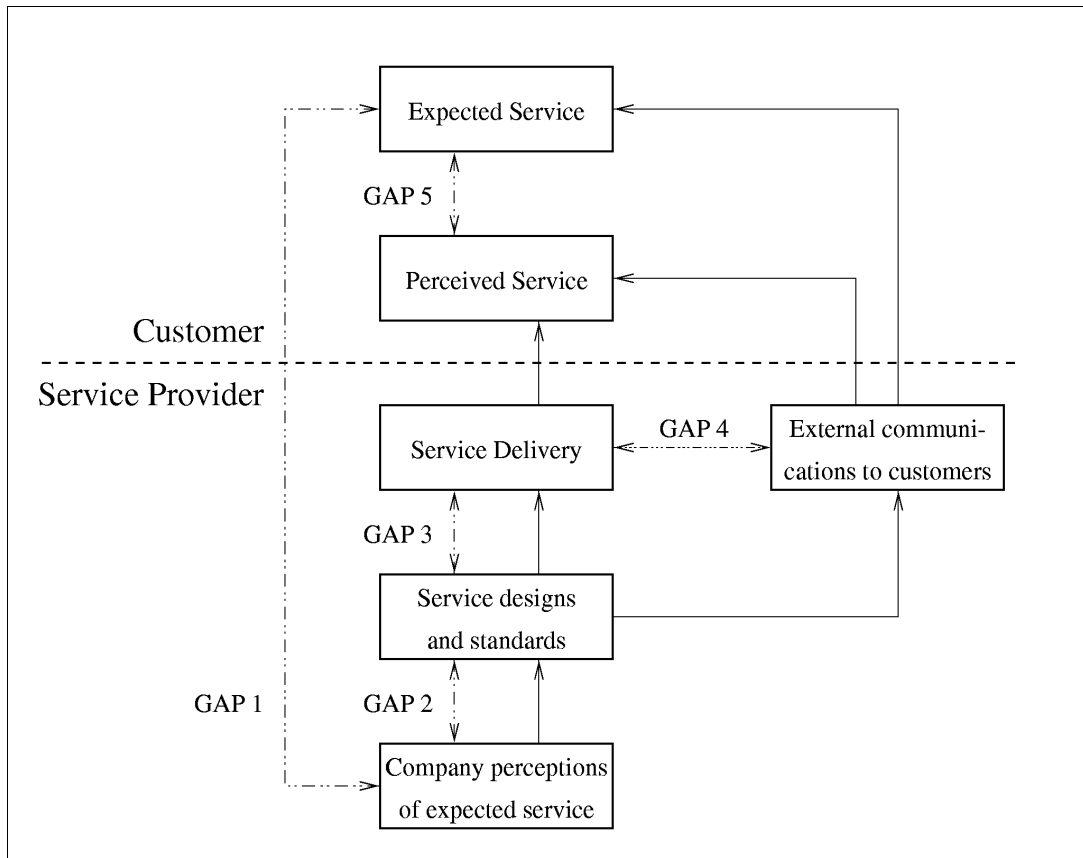 Expected Service
GAP 5
Perceived Service
Customer
Service Provider
Service Delivery
GAP 4
External communi-
cations to customers
GAP 3
Service designs
and standards
GAP 1
GAP 2
Company perceptions
of expected service